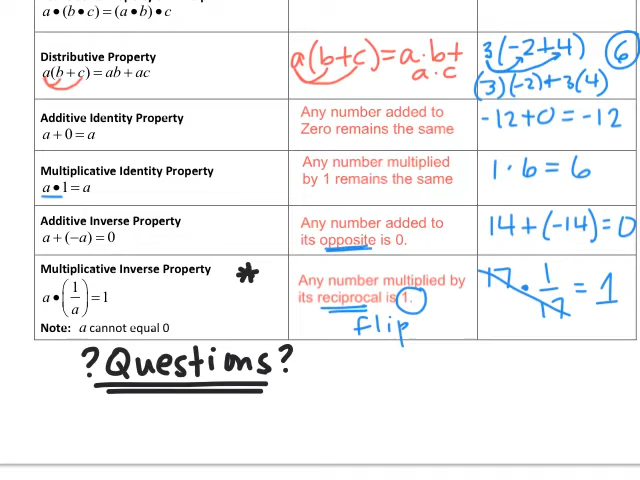 a•(b•c)=(a•b)•c
Distributive Property
a(b+c)=ab+ac
a(b+c)=a.b+
a.c
3(-2+4)
6
(3)(-2)+3(4)
Additive Identity Property
a+0=a
Any number added to
Zero remains the same
-12+0=-12
Multiplicative Identity Property
a•1=a
Any number multiplied
by 1 remains the same
1·6=6
Additive Inverse Property
a+(-a)=0
Any number added to
its opposite is 0.
14+(-14)=0
Multiplicative Inverse Property *
a•(1/a)=1
Note: a cannot equal 0
Any number multiplied by
its reciprocal is 1.
flip
17·1/17=1
?Questions?